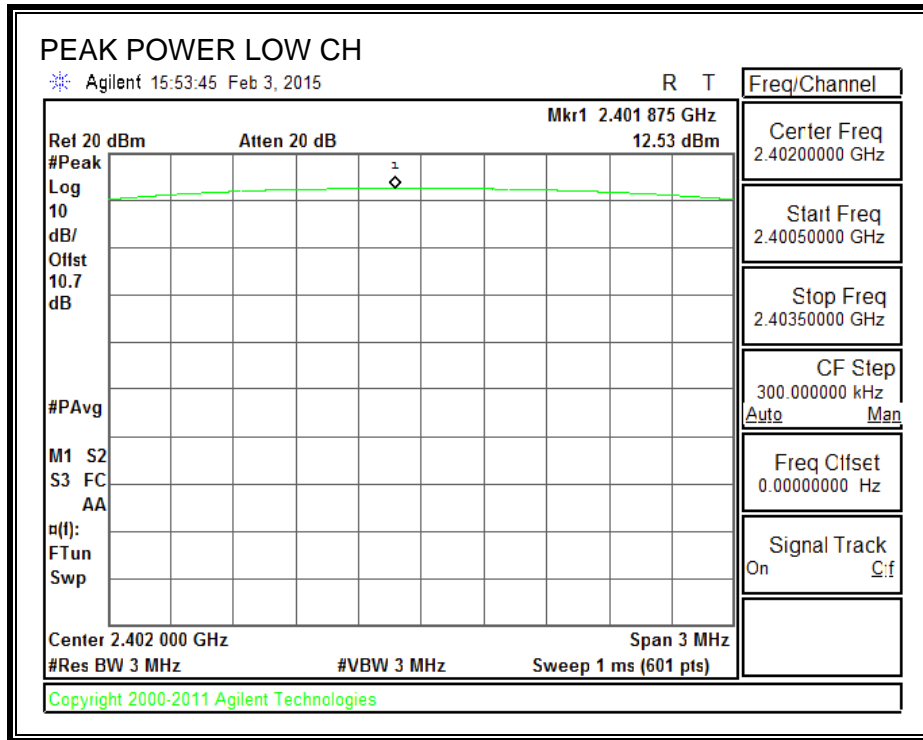 PEAK POWER LOW CH
Agilent 15:53:45 Feb 3, 2015
R T
Freq/Channel
Mkr1 2.401 875 GHz
Ref 20 dBm Atten 20 dB 12.53 dBm
#Peak
Log
10
dB/
Offst
10.7
dB
1
#PAvg
M1 S2
S3 FC
AA
¤(f):
FTun
Swp
Center 2.402 000 GHz Span 3 MHz
#Res BW 3 MHz #VBW 3 MHz Sweep 1 ms (601 pts)
Copyright 2000-2011 Agilent Technologies
Center Freq
2.40200000 GHz
Start Freq
2.40050000 GHz
Stop Freq
2.40350000 GHz
CF Step
300.000000 kHz
Auto Man
Freq Offset
0.00000000 Hz
Signal Track
On Off